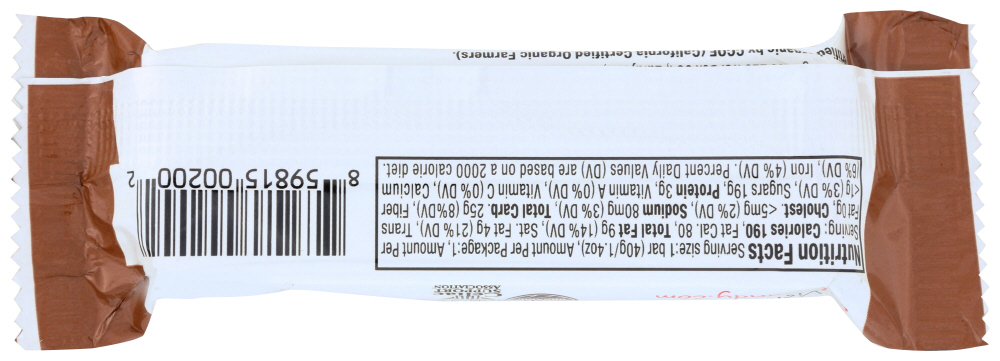 Nutrition Facts Serving size: 1 bar (40g/1.4oz), Amount Per Package:1, Amount Per
Serving: Calories 190, Fat Cal. 80, Total Fat 9g (14% DV), Sat. Fat 4g (21% DV), Trans
Fat 0g, Cholest. <5mg (2% DV), Sodium 80mg (3% DV), Total Carb. 25g (8%DV), Fiber
<1g (3% DV), Sugars 19g, Protein 3g, Vitamin A (0% DV), Vitamin C (0% DV), Calcium
(6% DV), Iron (4% DV). Percent Daily Values (DV) are based on a 2000 calorie diet.
8 59815 00200 2
by CCOF (California Certified Organic Farmers).
SUPPORT
ASSOCIATION